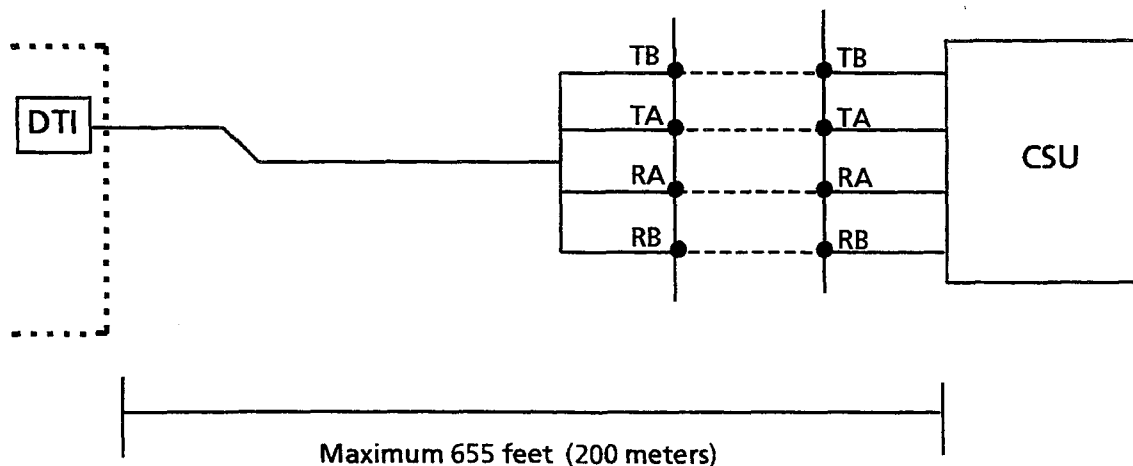 TB TB
DTI
TA TA
CSU
RA RA
RB RB
Maximum 655 feet (200 meters)